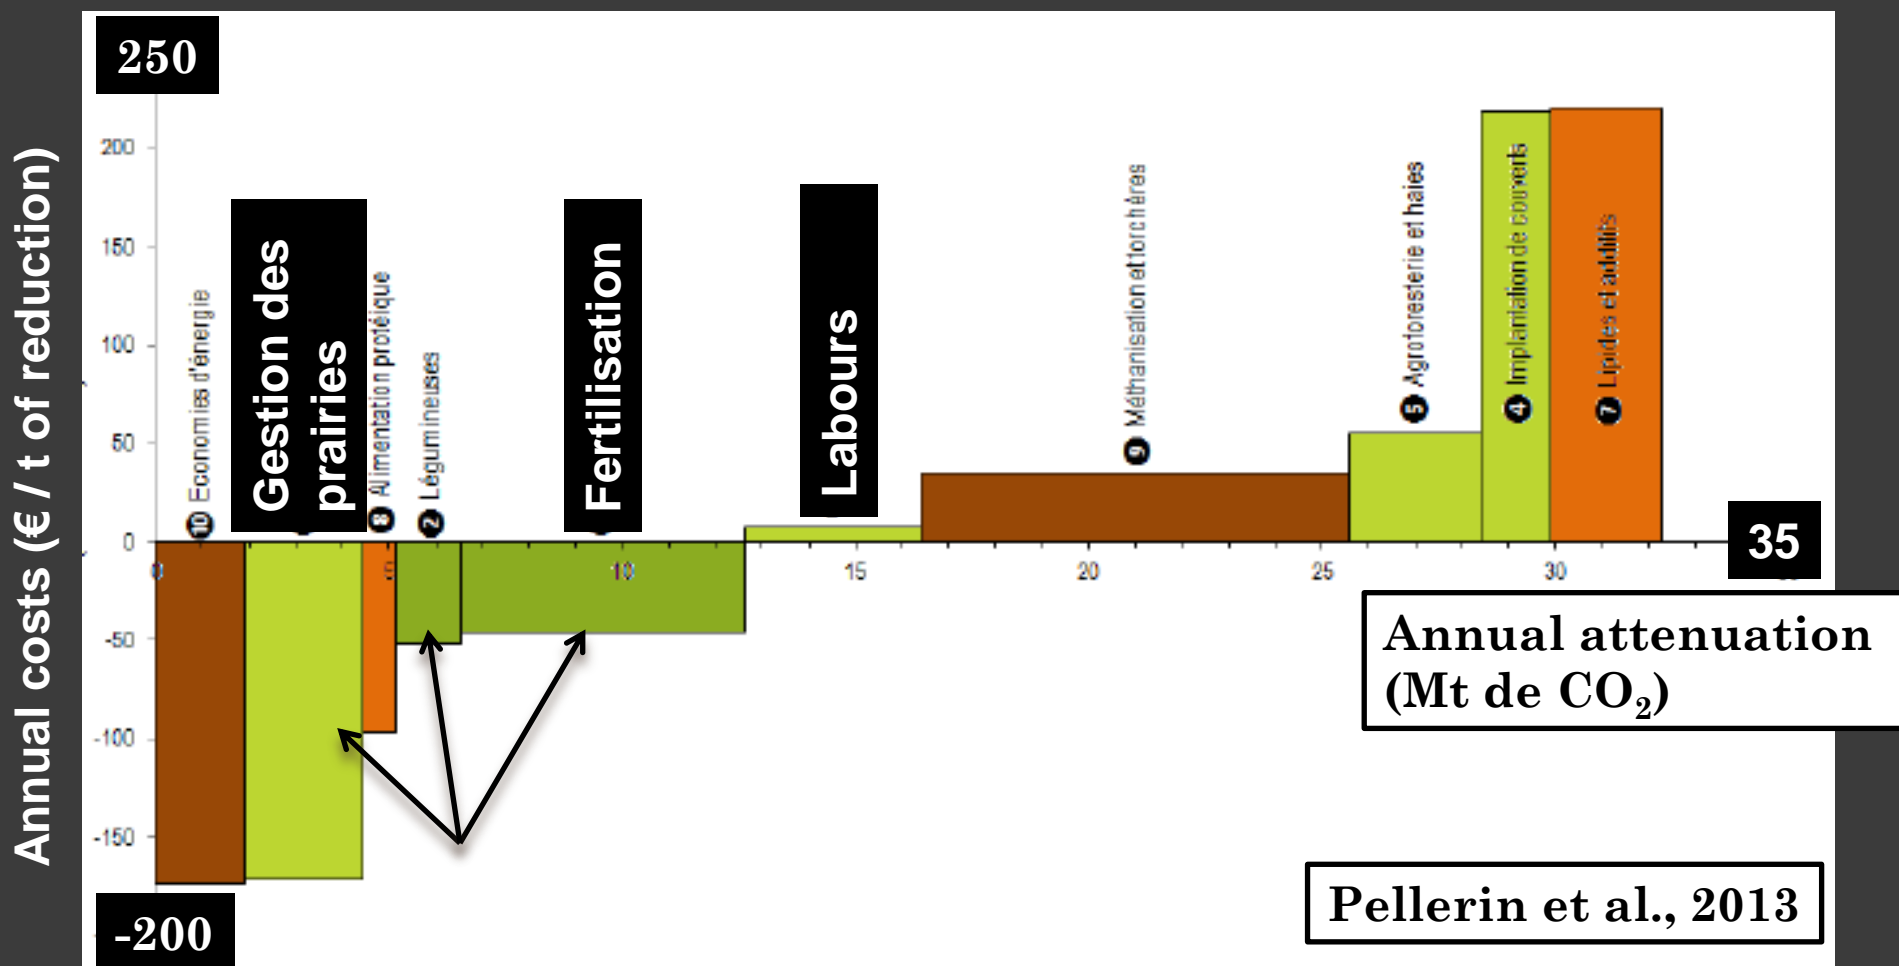 250
Annual costs (€ / t of reduction)
200
150
100
50
0
-50
-100
-150
-200
10 Economies d'énergie
Gestion des
prairies
8 Alimentation protéique
2 Légumineuses
Fertilisation
Labours
9 Méthanisation et torchères
5 Agroforesterie et haies
4 Implantation de couverts
7 Lipides et additifs
0
5
10
15
20
25
30
35
Annual attenuation
(Mt de CO₂)
Pellerin et al., 2013